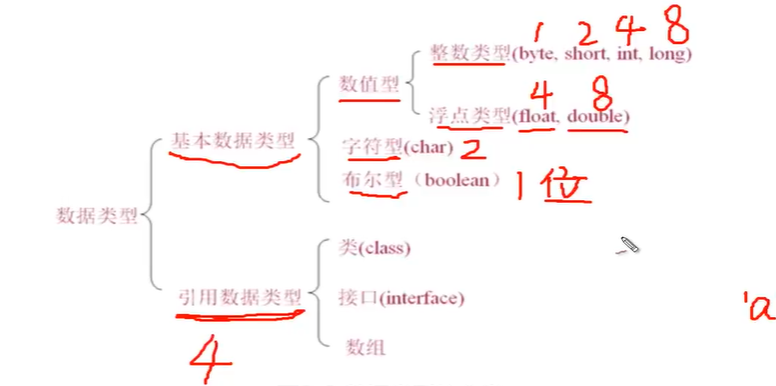 1 2 4 8
整数类型(byte, short, int, long)
数值型
4 8
浮点类型(float, double)
基本数据类型
字符型(char) 2
布尔型（boolean） 1位
数据类型
类(class)
引用数据类型
接口(interface)
'a
4
数组